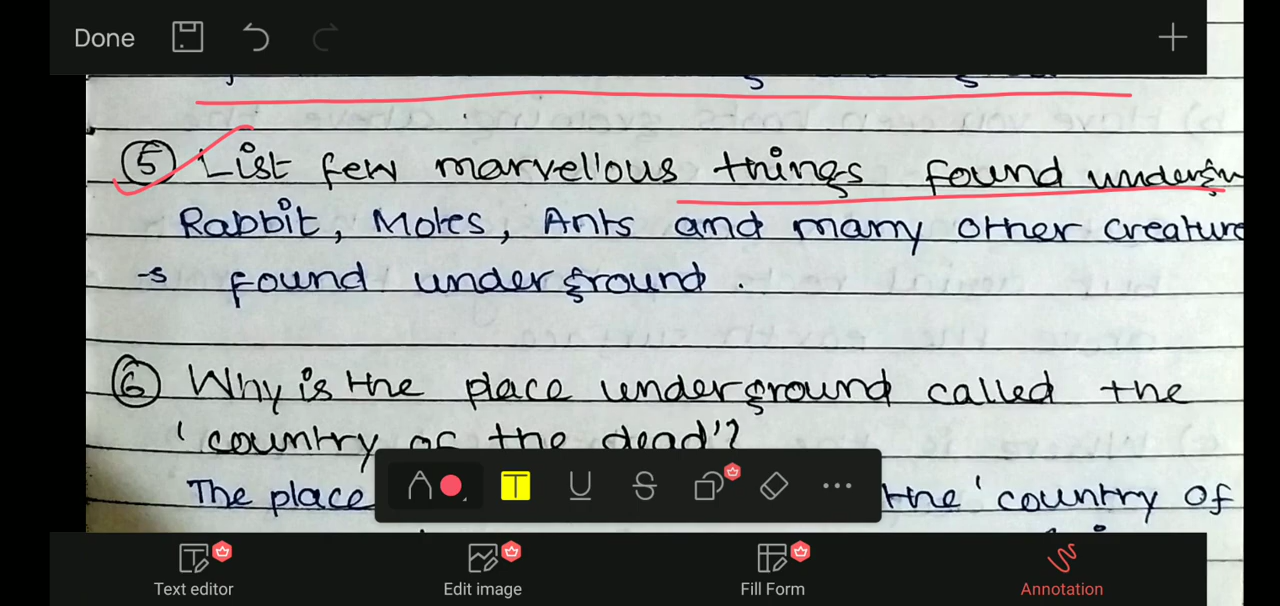 Done
5 List few marvellous things found undergr
Rabbit, Moles, Ants and many other creature
-s found underground.
6 Why is the place underground called the
'country of the dead'?
The place the 'country of
Text editor Edit image Fill Form Annotation